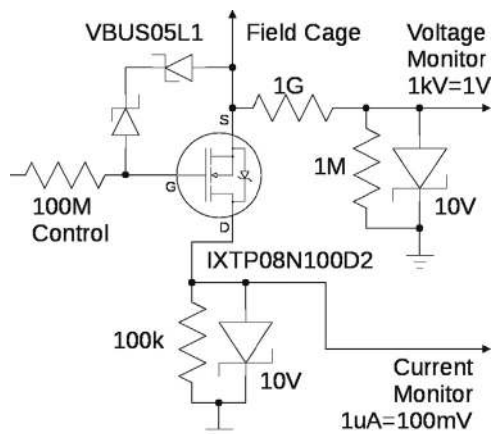 VBUS05L1
Field Cage
Voltage
Monitor
1kV=1V
1G
S
1M
G
100M
Control
10V
D
IXTP08N100D2
100k
10V
Current
Monitor
1uA=100mV